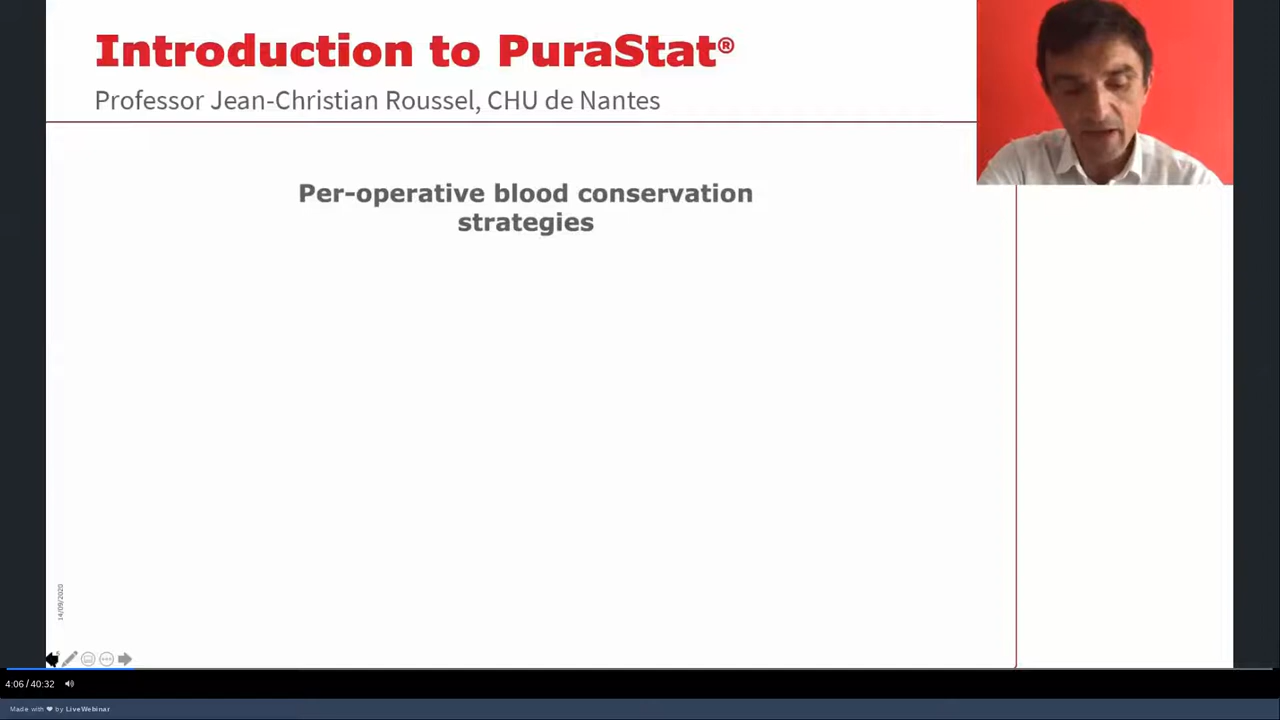 Introduction to PuraStat®
Professor Jean-Christian Roussel, CHU de Nantes
Per-operative blood conservation
strategies
14/09/2020
4:06 / 40:32
Made with ❤ by LiveWebinar